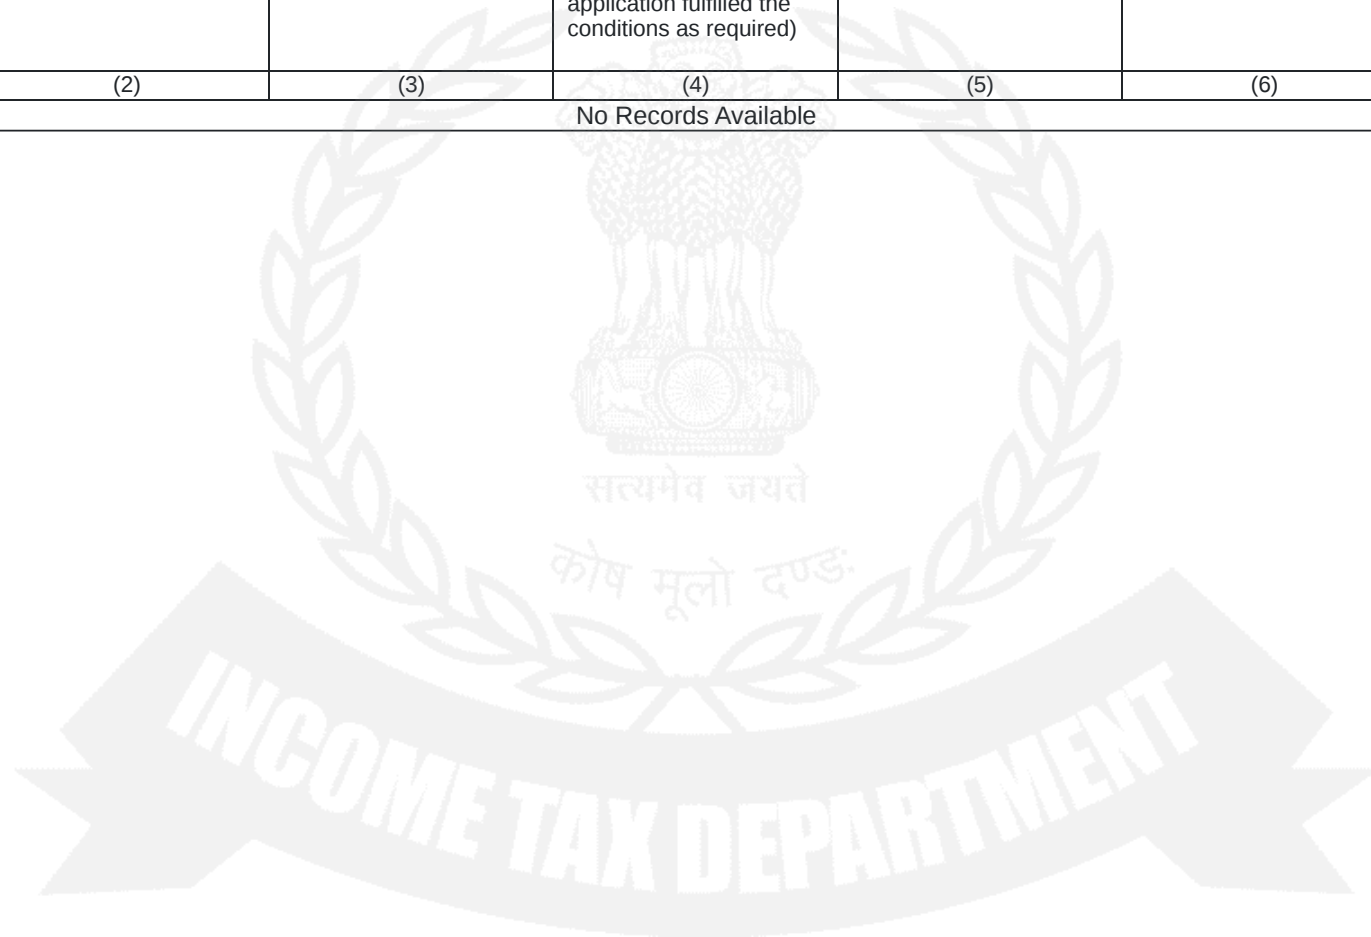 application fulfilled the
conditions as required)
(2) (3) (4) (5) (6)
No Records Available
सत्यमेव जयते
कोष मूलो दण्डः
INCOME TAX DEPARTMENT